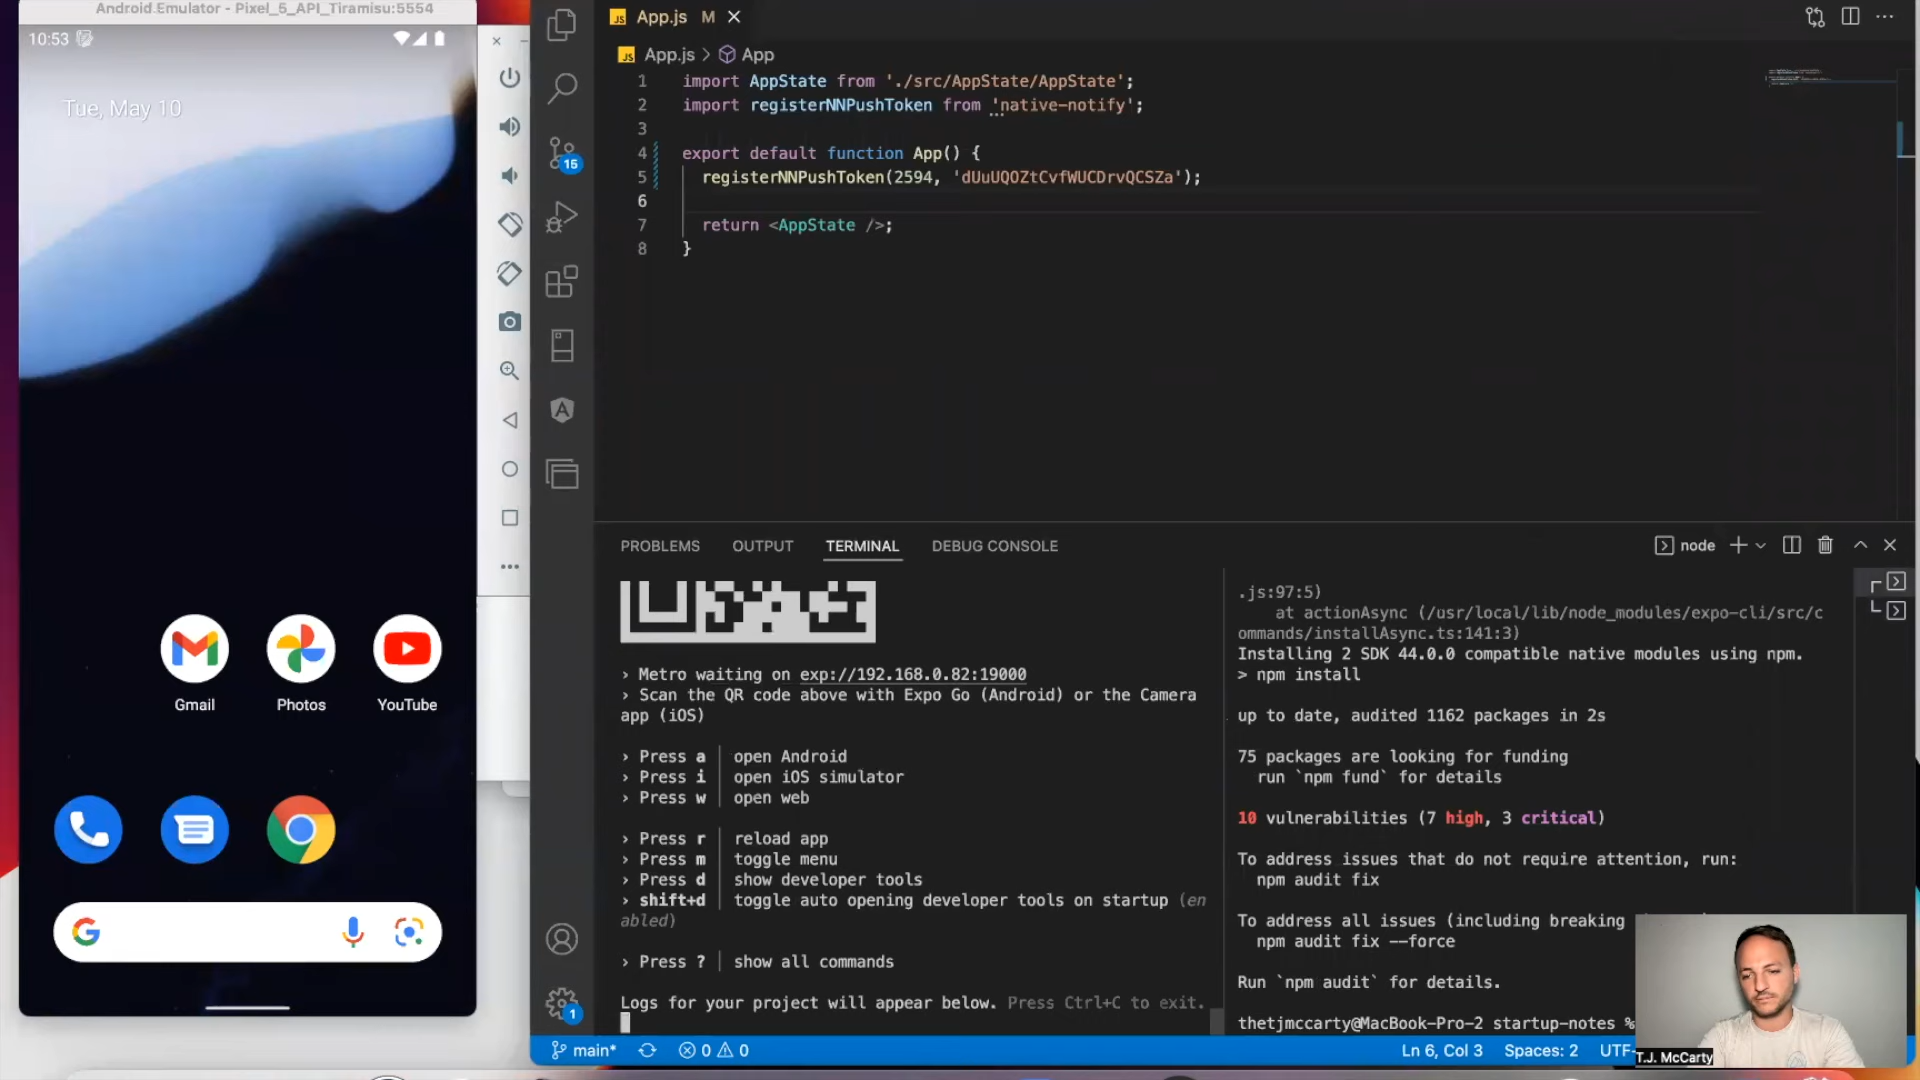 Android Emulator - Pixel_5_API_Tiramisu:5554
10:53
Tue, May 10
Gmail
Photos
YouTube
15
1
JS App.js M
JS App.js > App
1 import AppState from './src/AppState/AppState';
2 import registerNNPushToken from 'native-notify';
3
4 export default function App() {
5 registerNNPushToken(2594, 'dUuUQOZtCvfWUCDrvQCSZa');
6
7 return <AppState />;
8 }
PROBLEMS OUTPUT TERMINAL DEBUG CONSOLE
node
› Metro waiting on exp://192.168.0.82:19000
› Scan the QR code above with Expo Go (Android) or the Camera
app (iOS)
› Press a │ open Android
› Press i │ open iOS simulator
› Press w │ open web
› Press r │ reload app
› Press m │ toggle menu
› Press d │ show developer tools
› shift+d │ toggle auto opening developer tools on startup (en
abled)
› Press ? │ show all commands
Logs for your project will appear below. Press Ctrl+C to exit.
.js:97:5)
at actionAsync (/usr/local/lib/node_modules/expo-cli/src/c
ommands/installAsync.ts:141:3)
Installing 2 SDK 44.0.0 compatible native modules using npm.
> npm install
up to date, audited 1162 packages in 2s
75 packages are looking for funding
run `npm fund` for details
10 vulnerabilities (7 high, 3 critical)
To address issues that do not require attention, run:
npm audit fix
To address all issues (including breaking
npm audit fix --force
Run `npm audit` for details.
thetjmccarty@MacBook-Pro-2 startup-notes %
main* 0 0
Ln 6, Col 3 Spaces: 2 UTF-
T.J. McCarty